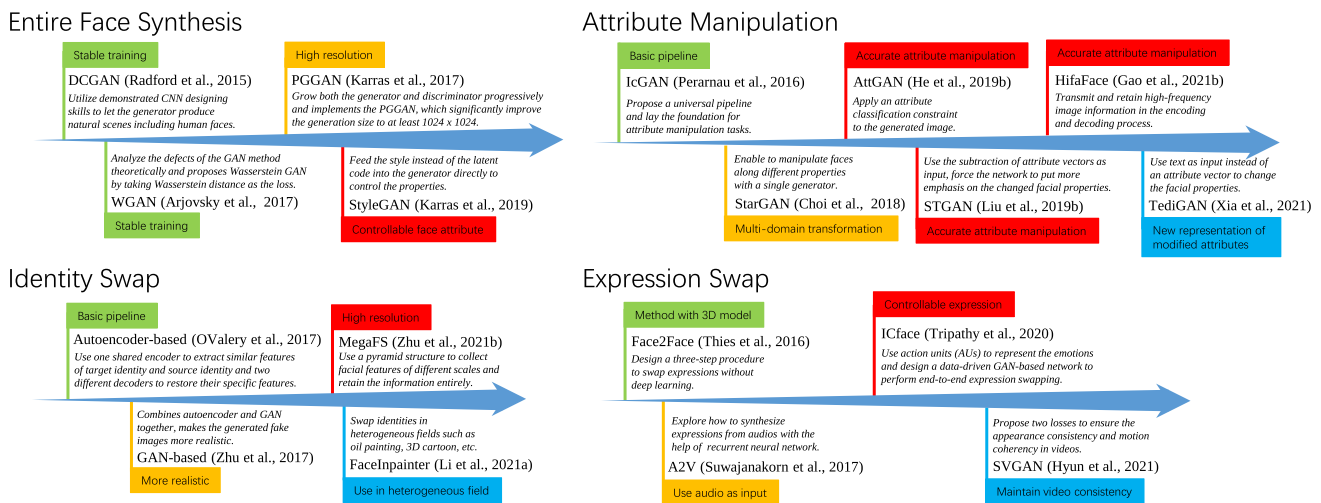 Entire Face Synthesis
Stable training
DCGAN (Radford et al., 2015)
Utilize demonstrated CNN designing
skills to let the generator produce
natural scenes including human faces.
High resolution
PGGAN (Karras et al., 2017)
Grow both the generator and discriminator progressively
and implements the PGGAN, which significantly improve
the generation size to at least 1024 x 1024.
Analyze the defects of the GAN method
theoretically and proposes Wasserstein GAN
by taking Wasserstein distance as the loss.
WGAN (Arjovsky et al., 2017)
Stable training
Feed the style instead of the latent
code into the generator directly to
control the properties.
StyleGAN (Karras et al., 2019)
Controllable face attribute
Attribute Manipulation
Basic pipeline
IcGAN (Perarnau et al., 2016)
Propose a universal pipeline
and lay the foundation for
attribute manipulation tasks.
Accurate attribute manipulation
AttGAN (He et al., 2019b)
Apply an attribute
classification constraint
to the generated image.
Accurate attribute manipulation
HifaFace (Gao et al., 2021b)
Transmit and retain high-frequency
image information in the encoding
and decoding process.
Enable to manipulate faces
along different properties
with a single generator.
StarGAN (Choi et al., 2018)
Multi-domain transformation
Use the subtraction of attribute vectors as
input, force the network to put more
emphasis on the changed facial properties.
STGAN (Liu et al., 2019b)
Accurate attribute manipulation
Use text as input instead of
an attribute vector to change
the facial properties.
TediGAN (Xia et al., 2021)
New representation of
modified attributes
Identity Swap
Basic pipeline
Autoencoder-based (OValery et al., 2017)
Use one shared encoder to extract similar features
of target identity and source identity and two
different decoders to restore their specific features.
High resolution
MegaFS (Zhu et al., 2021b)
Use a pyramid structure to collect
facial features of different scales and
retain the information entirely.
Combines autoencoder and GAN
together, makes the generated fake
images more realistic.
GAN-based (Zhu et al., 2017)
More realistic
Swap identities in
heterogeneous fields such as
oil painting, 3D cartoon, etc.
FaceInpainter (Li et al., 2021a)
Use in heterogeneous field
Expression Swap
Method with 3D model
Face2Face (Thies et al., 2016)
Design a three-step procedure
to swap expressions without
deep learning.
Controllable expression
ICface (Tripathy et al., 2020)
Use action units (AUs) to represent the emotions
and design a data-driven GAN-based network to
perform end-to-end expression swapping.
Explore how to synthesize
expressions from audios with the
help of recurrent neural network.
A2V (Suwajanakorn et al., 2017)
Use audio as input
Propose two losses to ensure the
appearance consistency and motion
coherency in videos.
SVGAN (Hyun et al., 2021)
Maintain video consistency